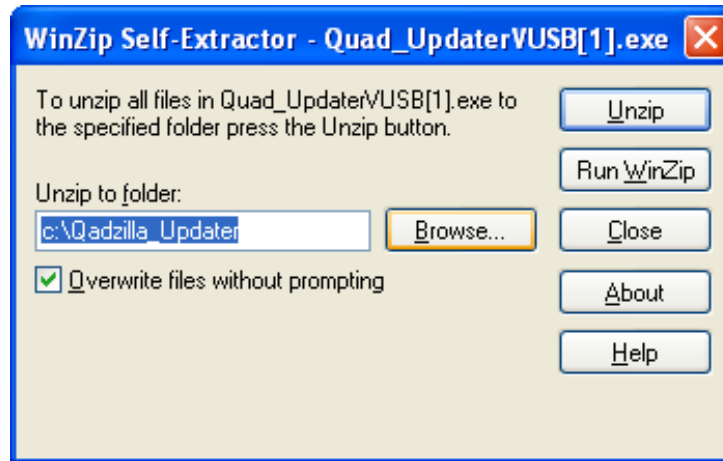 WinZip Self-Extractor - Quad_UpdaterVUSB[1].exe
To unzip all files in Quad_UpdaterVUSB[1].exe to
the specified folder press the Unzip button.
Unzip to folder:
c:\Qadzilla_Updater
Browse...
Overwrite files without prompting
Unzip
Run WinZip
Close
About
Help